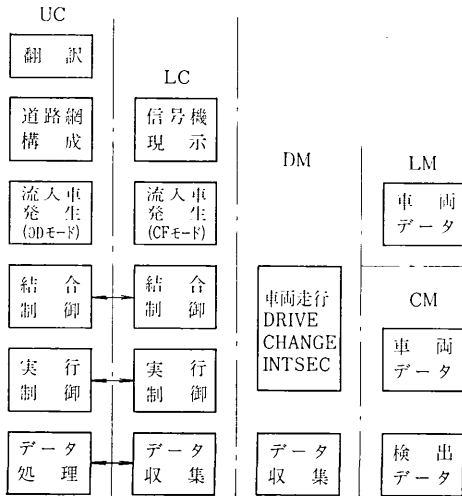 UC
翻訳
道路網
構成
流入車
発生
(ODモード)
結合
制御
実行
制御
データ
処理
LC
信号機
現示
流入車
発生
(CFモード)
結合
制御
実行
制御
データ
収集
DM
車両走行
DRIVE
CHANGE
INTSEC
データ
収集
LM
車両
データ
CM
車両
データ
検出
データ